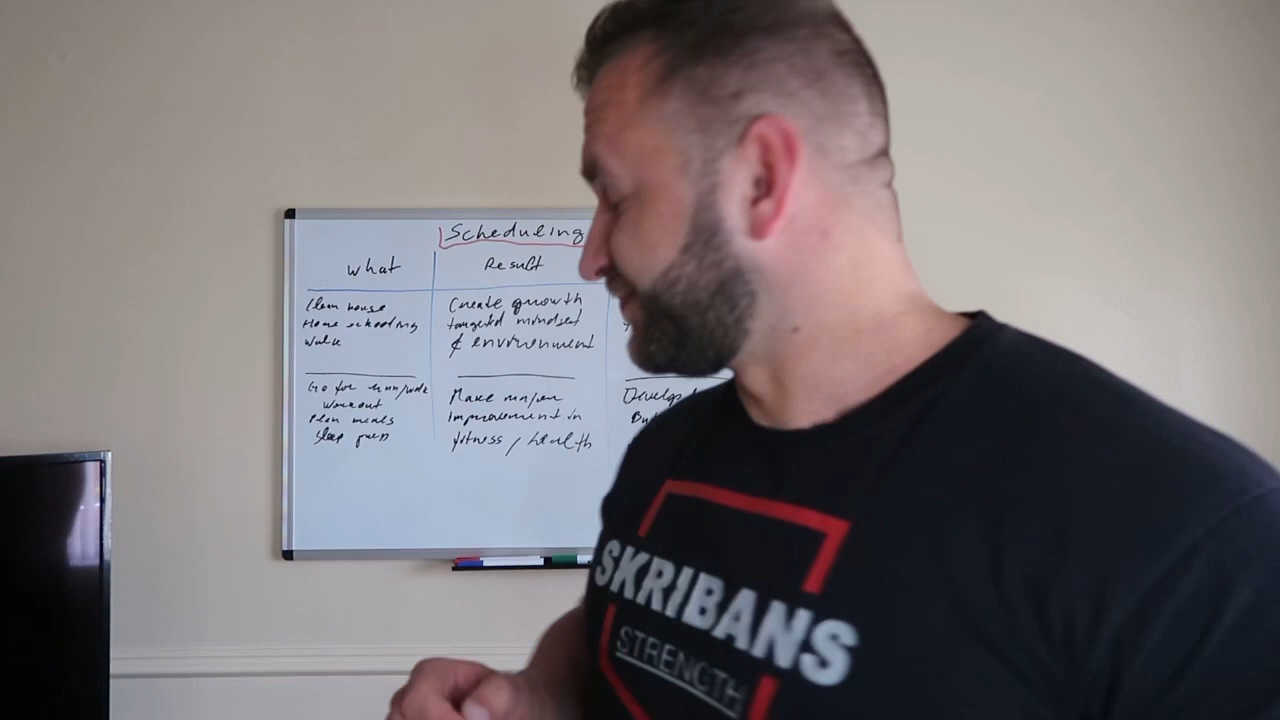 Scheduling
What
Result
Clean house
Home schooling
Walk
Create growth
targeted mindset
& environment
Go for run/walk
Workout
Plan meals
Sleep
Make major
improvement in
fitness / health
Develop
SKRIBANS
STRENGTH